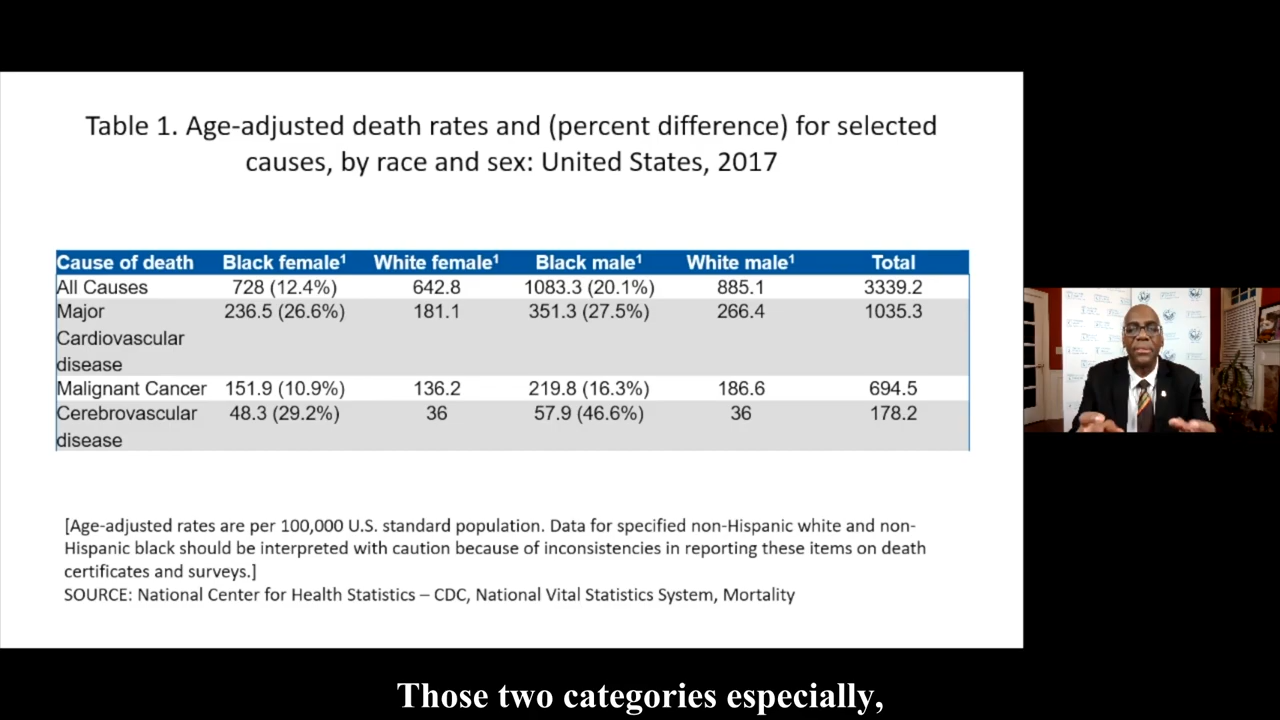 Table 1. Age-adjusted death rates and (percent difference) for selected
causes, by race and sex: United States, 2017
Cause of death Black female¹ White female¹ Black male¹ White male¹ Total
All Causes 728 (12.4%) 642.8 1083.3 (20.1%) 885.1 3339.2
Major 236.5 (26.6%) 181.1 351.3 (27.5%) 266.4 1035.3
Cardiovascular
disease
Malignant Cancer 151.9 (10.9%) 136.2 219.8 (16.3%) 186.6 694.5
Cerebrovascular 48.3 (29.2%) 36 57.9 (46.6%) 36 178.2
disease
[Age-adjusted rates are per 100,000 U.S. standard population. Data for specified non-Hispanic white and non-
Hispanic black should be interpreted with caution because of inconsistencies in reporting these items on death
certificates and surveys.]
SOURCE: National Center for Health Statistics – CDC, National Vital Statistics System, Mortality
Those two categories especially,